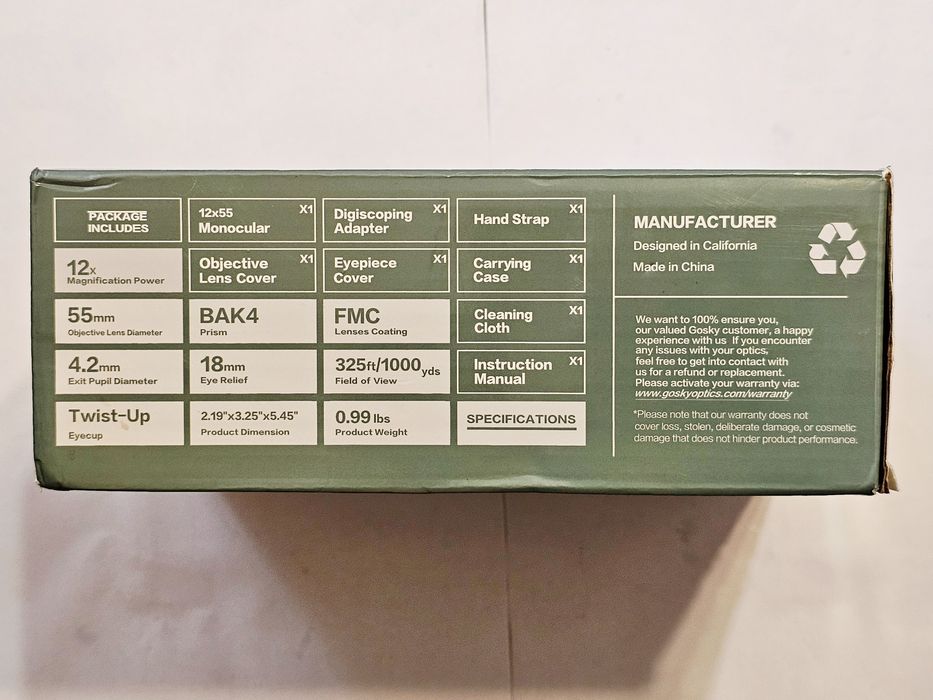 PACKAGE
INCLUDES
12x55
Monocular
X1
Digiscoping
Adapter
X1
Hand Strap
X1
12x
Magnification Power
Objective
Lens Cover
X1
Eyepiece
Cover
X1
Carrying
Case
X1
55mm
Objective Lens Diameter
BAK4
Prism
FMC
Lenses Coating
Cleaning
Cloth
X1
4.2mm
Exit Pupil Diameter
18mm
Eye Relief
325ft/1000yds
Field of View
Instruction
Manual
X1
Twist-Up
Eyecup
2.19"x3.25"x5.45"
Product Dimension
0.99 lbs
Product Weight
SPECIFICATIONS
MANUFACTURER
Designed in California
Made in China
We want to 100% ensure you,
our valued Gosky customer, a happy
experience with us If you encounter
any issues with your optics,
feel free to get into contact with
us for a refund or replacement.
Please activate your warranty via:
www.goskyoptics.com/warranty
*Please note that our warranty does not
cover loss, stolen, deliberate damage, or cosmetic
damage that does not hinder product performance.